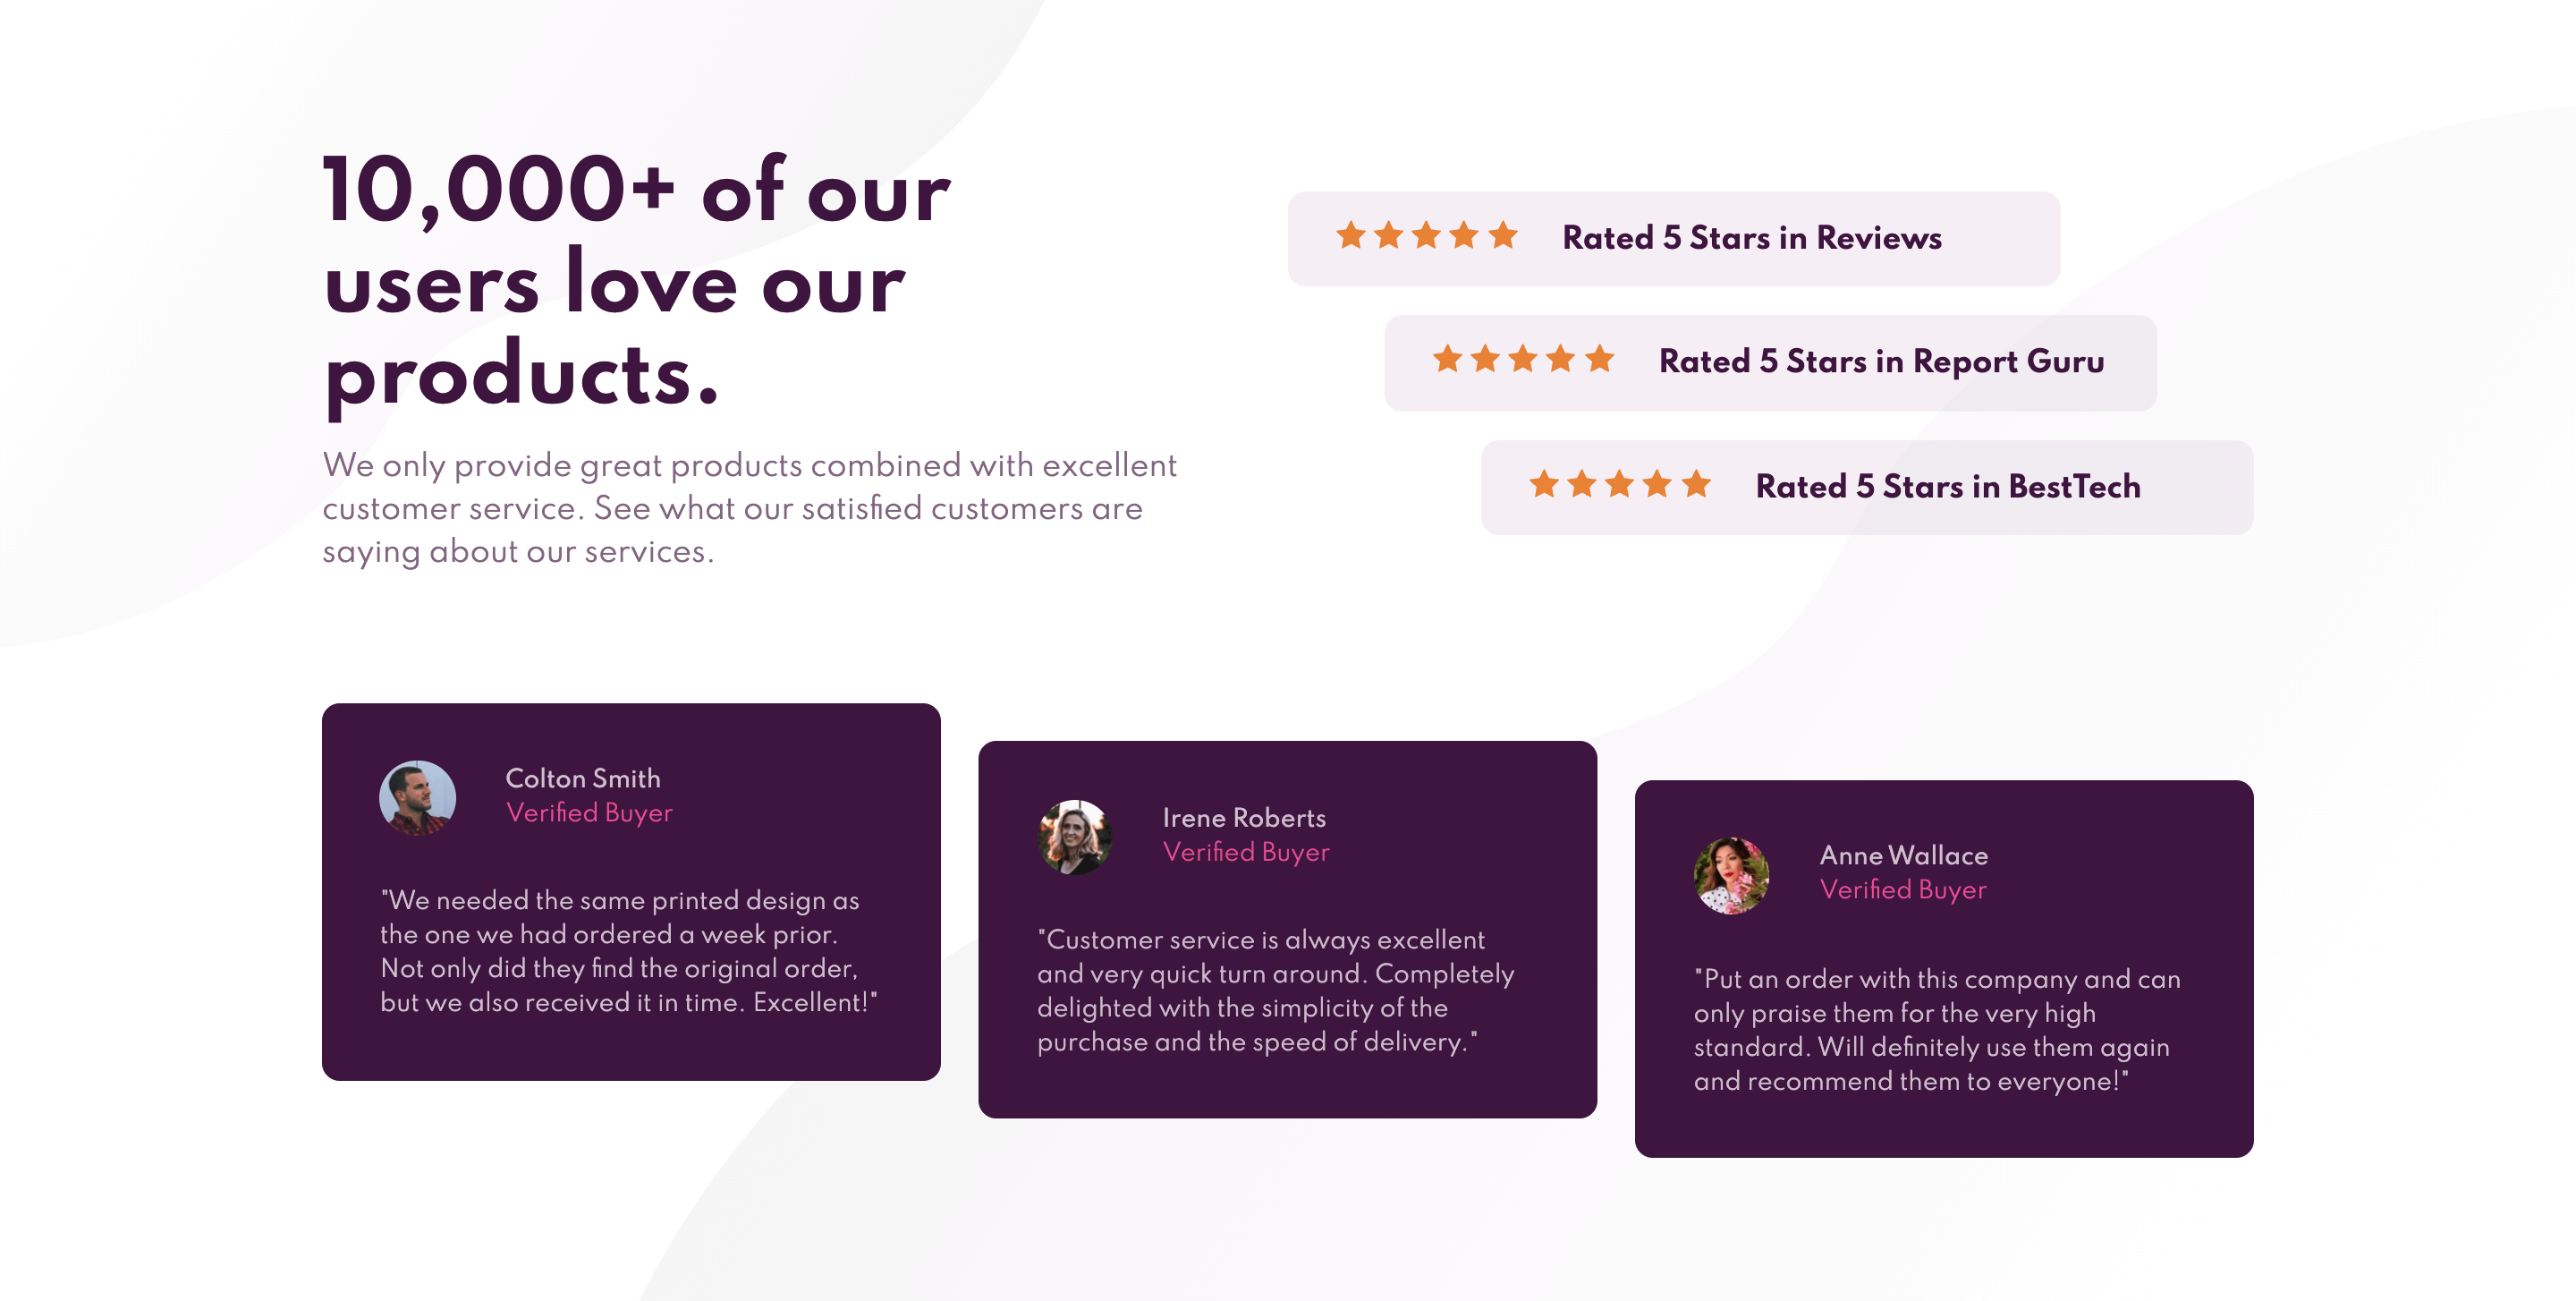 10,000+ of our
users love our
products.
We only provide great products combined with excellent
customer service. See what our satisfied customers are
saying about our services.
Rated 5 Stars in Reviews
Rated 5 Stars in Report Guru
Rated 5 Stars in BestTech
Colton Smith
Verified Buyer
"We needed the same printed design as
the one we had ordered a week prior.
Not only did they find the original order,
but we also received it in time. Excellent!"
Irene Roberts
Verified Buyer
"Customer service is always excellent
and very quick turn around. Completely
delighted with the simplicity of the
purchase and the speed of delivery."
Anne Wallace
Verified Buyer
"Put an order with this company and can
only praise them for the very high
standard. Will definitely use them again
and recommend them to everyone!"